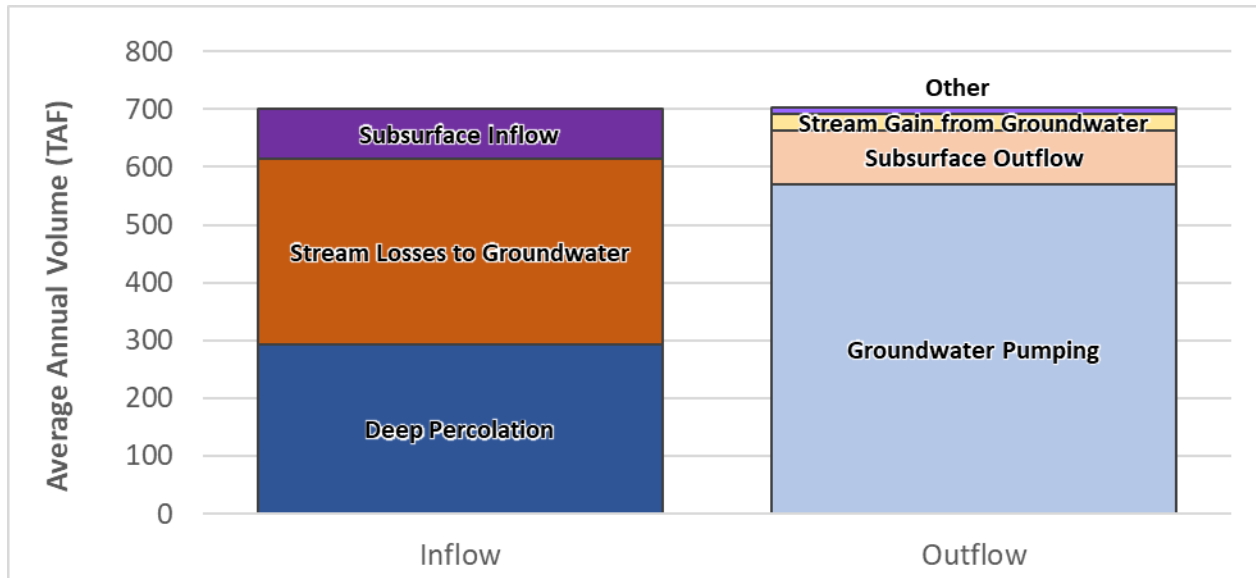 Average Annual Volume (TAF)
800
700
600
500
400
300
200
100
0
Subsurface Inflow
Stream Losses to Groundwater
Deep Percolation
Other
Stream Gain from Groundwater
Subsurface Outflow
Groundwater Pumping
Inflow
Outflow